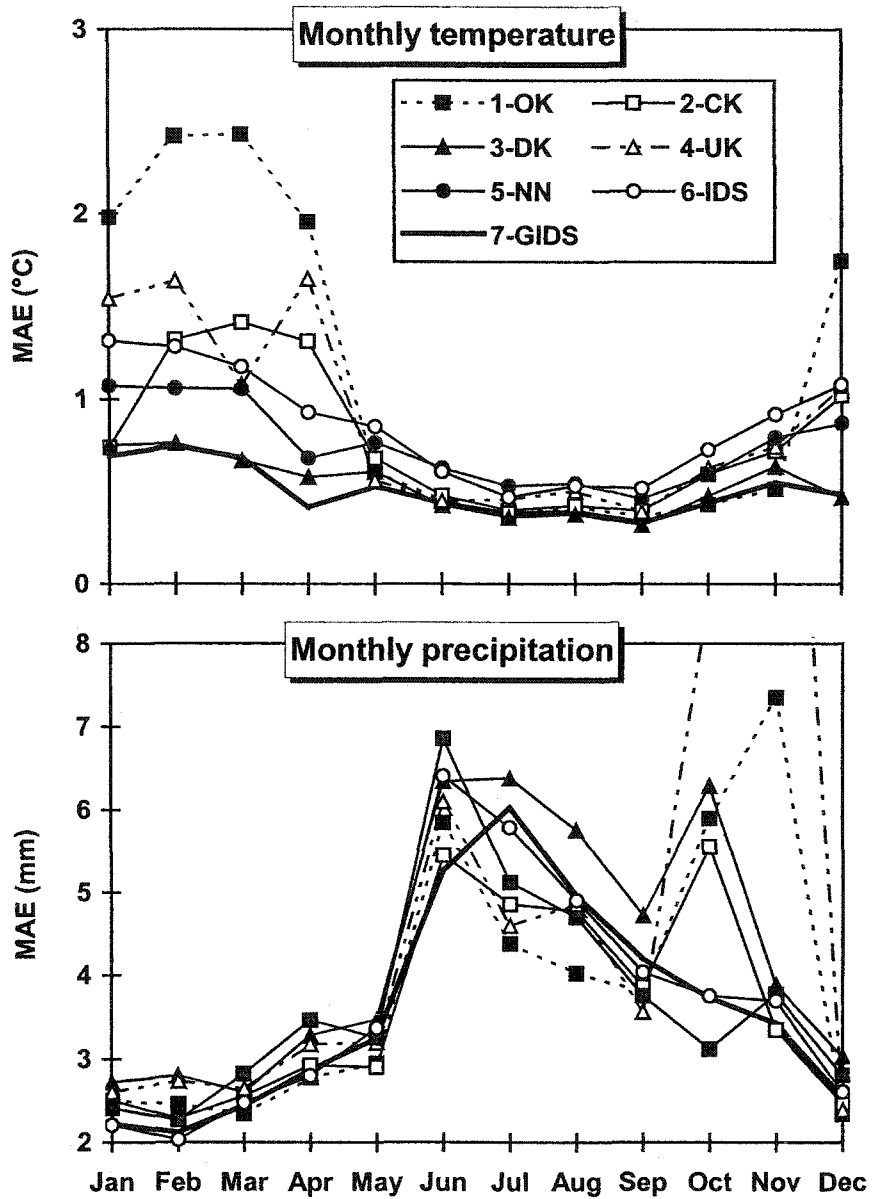 Monthly temperature
3
2
1
0
MAE (°C)
1-OK
2-CK
3-DK
4-UK
5-NN
6-IDS
7-GIDS
Monthly precipitation
8
7
6
5
4
3
2
MAE (mm)
Jan Feb Mar Apr May Jun Jul Aug Sep Oct Nov Dec